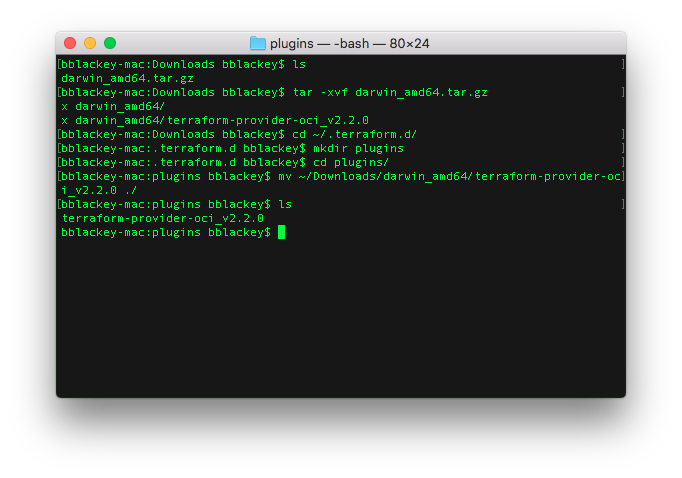 plugins — -bash — 80×24
[bblackey-mac:Downloads bblackey$ ls ]
darwin_amd64.tar.gz
[bblackey-mac:Downloads bblackey$ tar -xvf darwin_amd64.tar.gz ]
x darwin_amd64/
x darwin_amd64/terraform-provider-oci_v2.2.0
[bblackey-mac:Downloads bblackey$ cd ~/.terraform.d/ ]
[bblackey-mac:.terraform.d bblackey$ mkdir plugins ]
[bblackey-mac:.terraform.d bblackey$ cd plugins/ ]
[bblackey-mac:plugins bblackey$ mv ~/Downloads/darwin_amd64/terraform-provider-oc]
i_v2.2.0 ./
[bblackey-mac:plugins bblackey$ ls ]
terraform-provider-oci_v2.2.0
bblackey-mac:plugins bblackey$